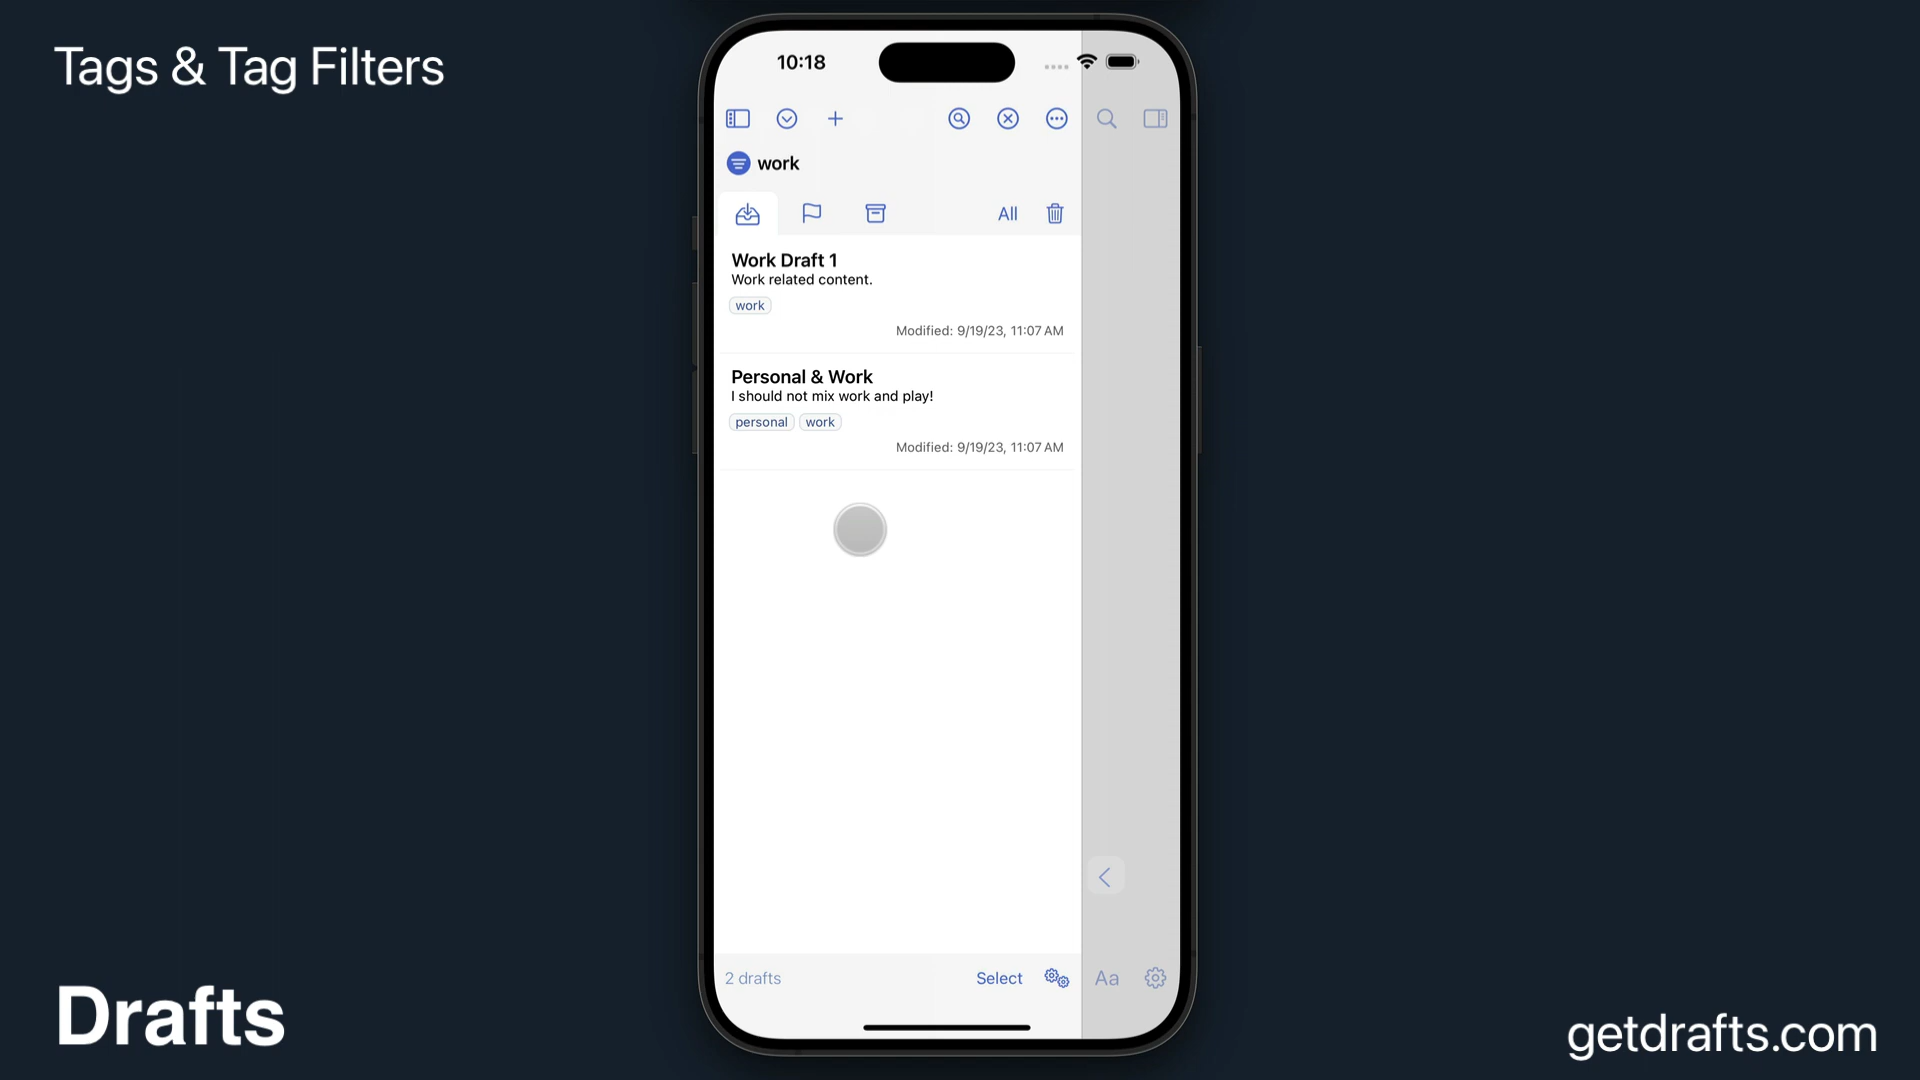 Tags & Tag Filters
10:18
work
All
Work Draft 1
Work related content.
work
Modified: 9/19/23, 11:07 AM
Personal & Work
I should not mix work and play!
personal work
Modified: 9/19/23, 11:07 AM
2 drafts Select Aa
Drafts
getdrafts.com